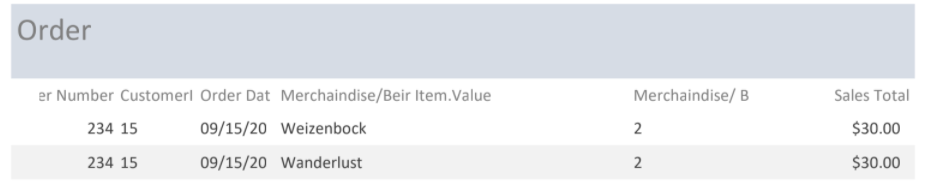 Order
er Number CustomerI Order Dat Merchaindise/Beir Item.Value Merchaindise/ B Sales Total
234 15 09/15/20 Weizenbock 2 $30.00
234 15 09/15/20 Wanderlust 2 $30.00